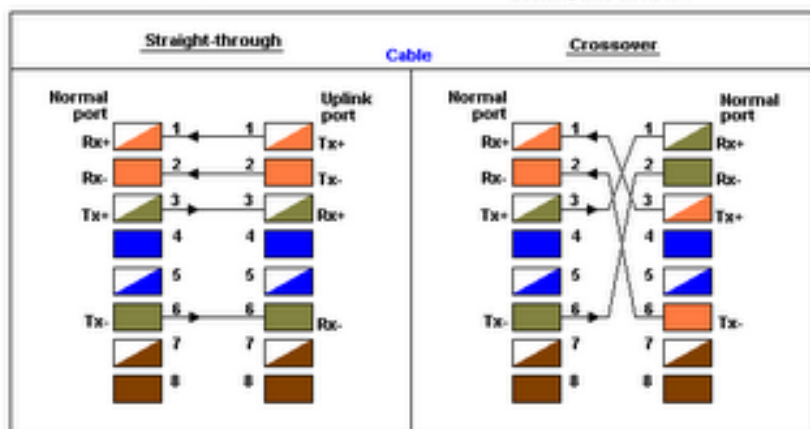 Straight-through
Cable
Crossover
Normal port
Uplink port
Rx+ 1 1 Tx+
Rx- 2 2 Tx-
Tx+ 3 3 Rx+
4 4
5 5
Tx- 6 6 Rx-
7 7
8 8
Normal port
Normal port
Rx+ 1 1 Rx+
Rx- 2 2 Rx-
Tx+ 3 3 Tx+
4 4
5 5
Tx- 6 6 Tx-
7 7
8 8